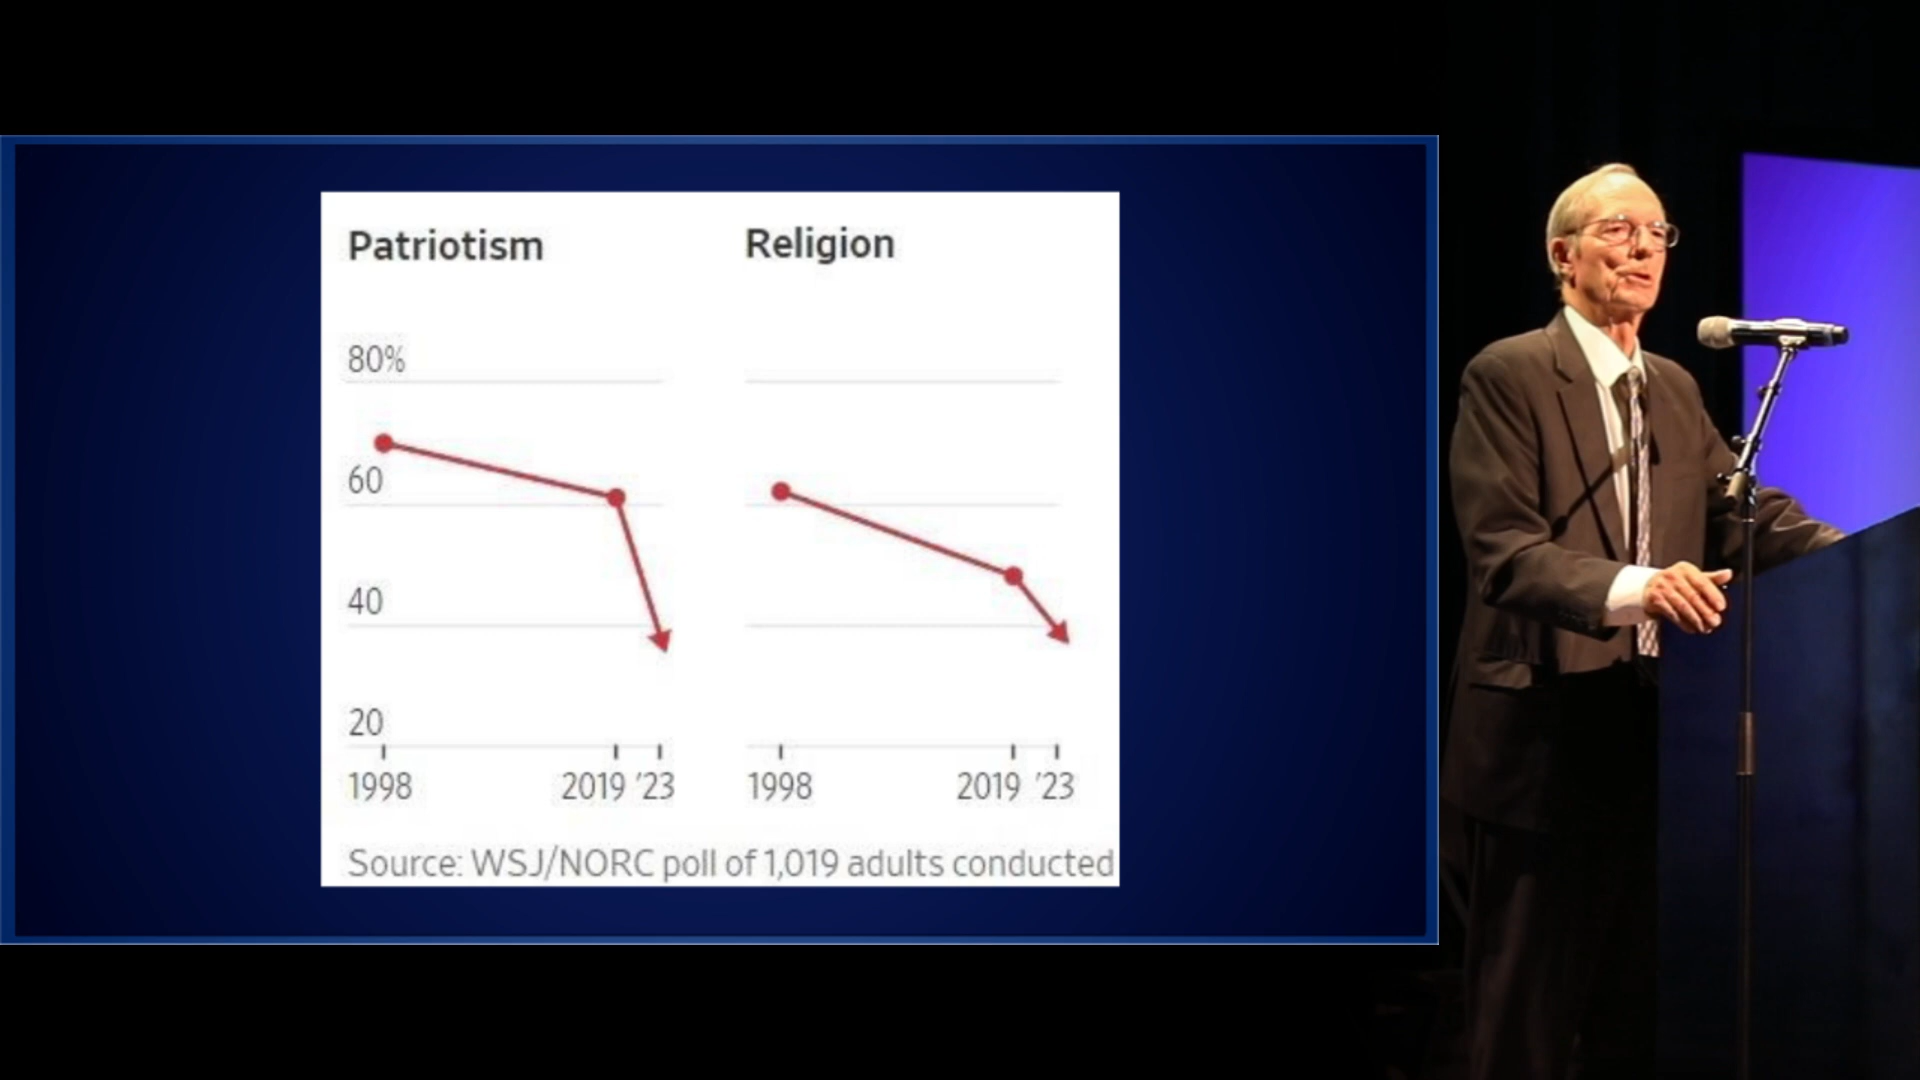 Patriotism
Religion
80%
60
40
20
1998 2019 '23
1998 2019 '23
Source: WSJ/NORC poll of 1,019 adults conducted